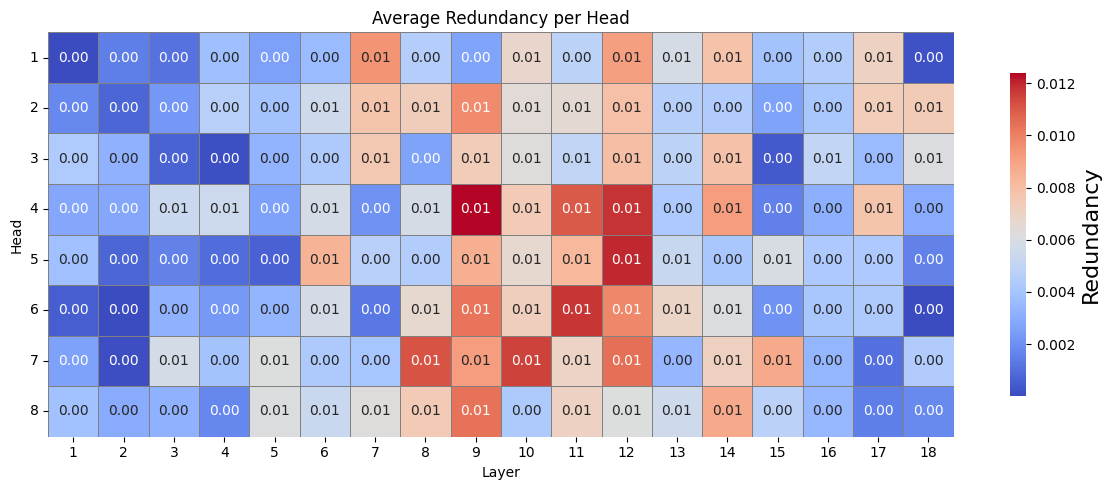 Average Redundancy per Head
1 0.00 0.00 0.00 0.00 0.00 0.00 0.01 0.00 0.00 0.01 0.00 0.01 0.01 0.01 0.00 0.00 0.01 0.00
2 0.00 0.00 0.00 0.00 0.00 0.01 0.01 0.01 0.01 0.01 0.01 0.01 0.00 0.00 0.00 0.00 0.01 0.01
3 0.00 0.00 0.00 0.00 0.00 0.00 0.01 0.00 0.01 0.01 0.01 0.01 0.00 0.01 0.00 0.01 0.00 0.01
4 0.00 0.00 0.01 0.01 0.00 0.01 0.00 0.01 0.01 0.01 0.01 0.01 0.00 0.01 0.00 0.00 0.01 0.00
5 0.00 0.00 0.00 0.00 0.00 0.01 0.00 0.00 0.01 0.01 0.01 0.01 0.01 0.00 0.01 0.00 0.00 0.00
6 0.00 0.00 0.00 0.00 0.00 0.01 0.00 0.01 0.01 0.01 0.01 0.01 0.01 0.01 0.00 0.00 0.00 0.00
7 0.00 0.00 0.01 0.00 0.01 0.00 0.00 0.01 0.01 0.01 0.01 0.01 0.00 0.01 0.01 0.00 0.00 0.00
8 0.00 0.00 0.00 0.00 0.01 0.01 0.01 0.01 0.01 0.00 0.01 0.01 0.01 0.01 0.00 0.00 0.00 0.00
1 2 3 4 5 6 7 8 9 10 11 12 13 14 15 16 17 18
Layer
Head
0.012
0.010
0.008
0.006
0.004
0.002
Redundancy